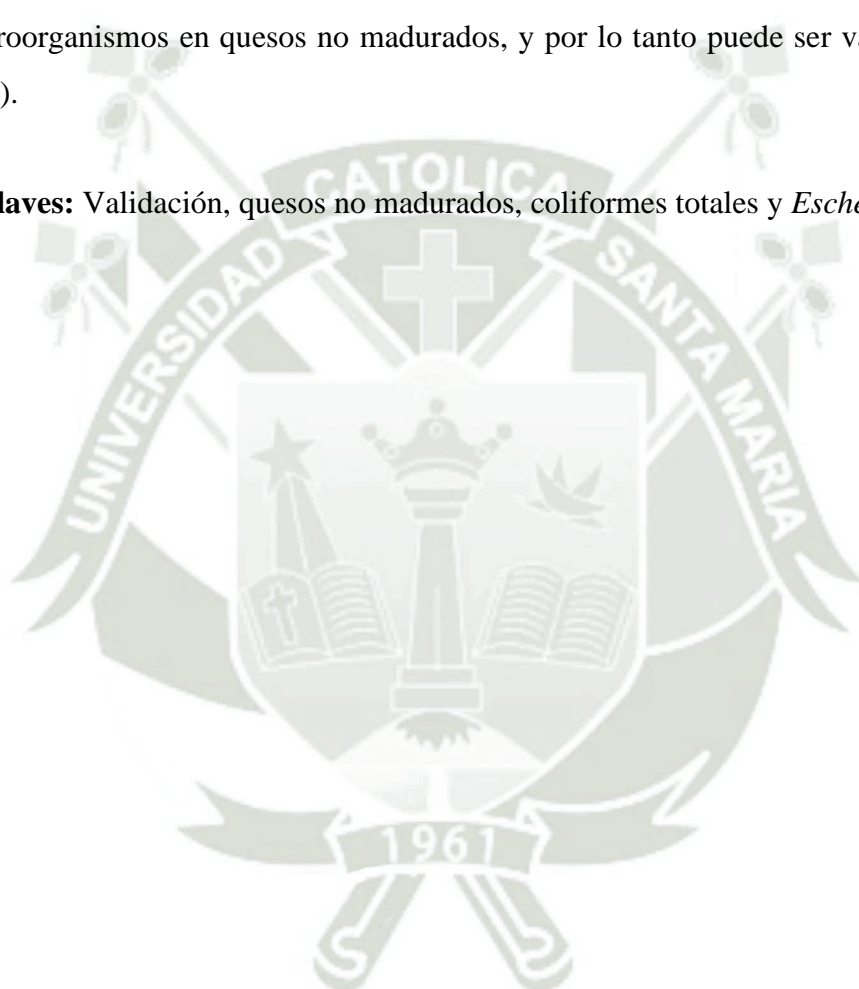 roorganismos en quesos no madurados, y por lo tanto puede ser va
).
laves: Validación, quesos no madurados, coliformes totales y Esche
CATOLICA
UNIVERSIDAD
SANTA MARIA
1961